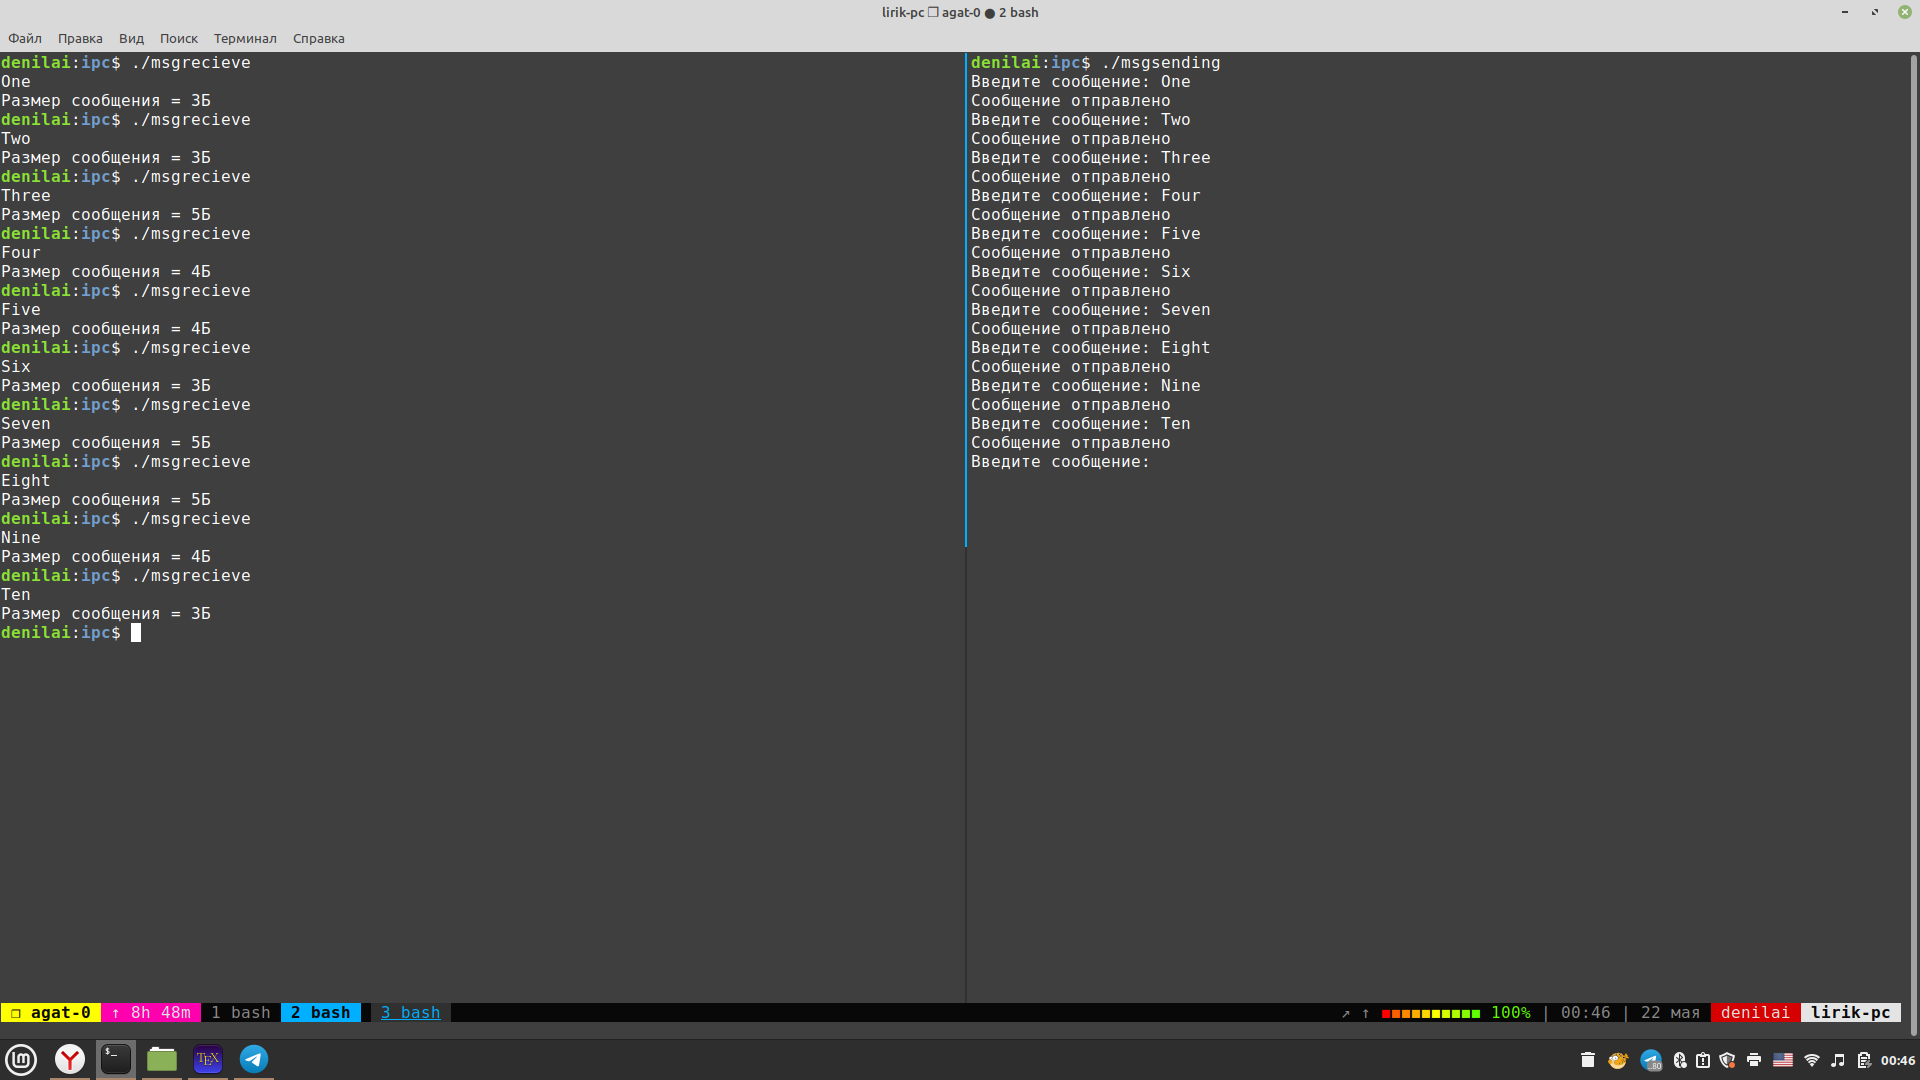 lirik-pc ❐ agat-0 ● 2 bash
Файл Правка Вид Поиск Терминал Справка
denilai:ipc$ ./msgrecieve
One
Размер сообщения = 3Б
denilai:ipc$ ./msgrecieve
Two
Размер сообщения = 3Б
denilai:ipc$ ./msgrecieve
Three
Размер сообщения = 5Б
denilai:ipc$ ./msgrecieve
Four
Размер сообщения = 4Б
denilai:ipc$ ./msgrecieve
Five
Размер сообщения = 4Б
denilai:ipc$ ./msgrecieve
Six
Размер сообщения = 3Б
denilai:ipc$ ./msgrecieve
Seven
Размер сообщения = 5Б
denilai:ipc$ ./msgrecieve
Eight
Размер сообщения = 5Б
denilai:ipc$ ./msgrecieve
Nine
Размер сообщения = 4Б
denilai:ipc$ ./msgrecieve
Ten
Размер сообщения = 3Б
denilai:ipc$
denilai:ipc$ ./msgsending
Введите сообщение: One
Сообщение отправлено
Введите сообщение: Two
Сообщение отправлено
Введите сообщение: Three
Сообщение отправлено
Введите сообщение: Four
Сообщение отправлено
Введите сообщение: Five
Сообщение отправлено
Введите сообщение: Six
Сообщение отправлено
Введите сообщение: Seven
Сообщение отправлено
Введите сообщение: Eight
Сообщение отправлено
Введите сообщение: Nine
Сообщение отправлено
Введите сообщение: Ten
Сообщение отправлено
Введите сообщение:
❐ agat-0 ↑ 8h 48m 1 bash 2 bash 3 bash ↗ ↑ 100% | 00:46 | 22 мая denilai lirik-pc
$_ TEX ..80 00:46